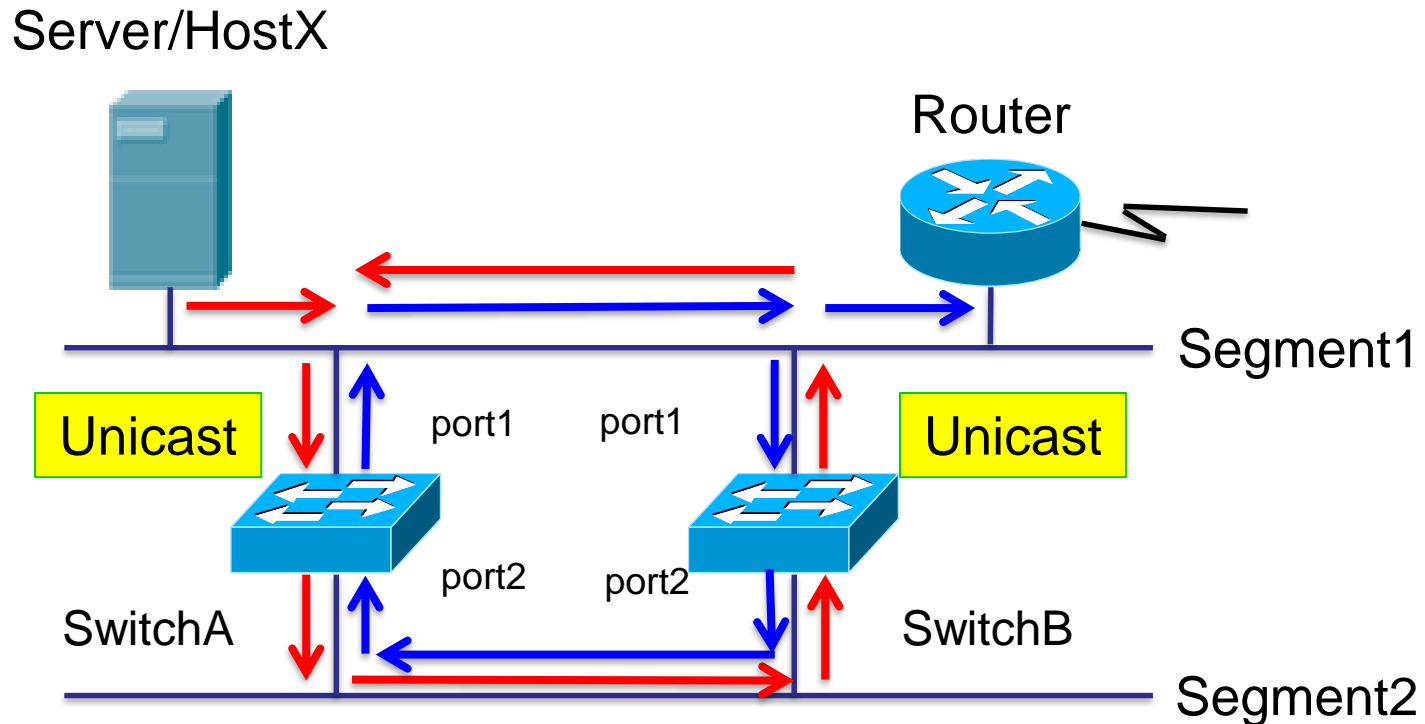 Server/HostX
Router
Segment1
Unicast
port1
port1
Unicast
port2
port2
SwitchA
SwitchB
Segment2